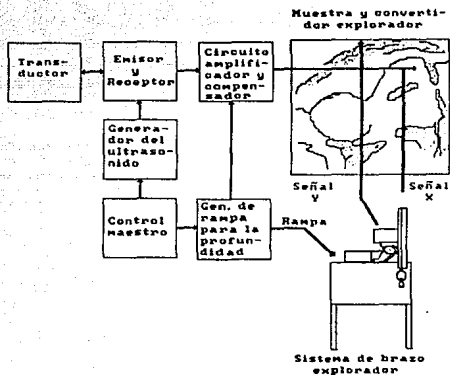 Muestra y converti-
dor explorador
Trans-
ductor
Emisor
y
Receptor
Circuito
amplifi-
cador y
compen-
sador
Genera-
dor del
ultraso-
nido
Señal
Y
Señal
X
Control
maestro
Gen. de
rampa
para la
profun-
didad
Rampa
Sistema de brazo
explorador